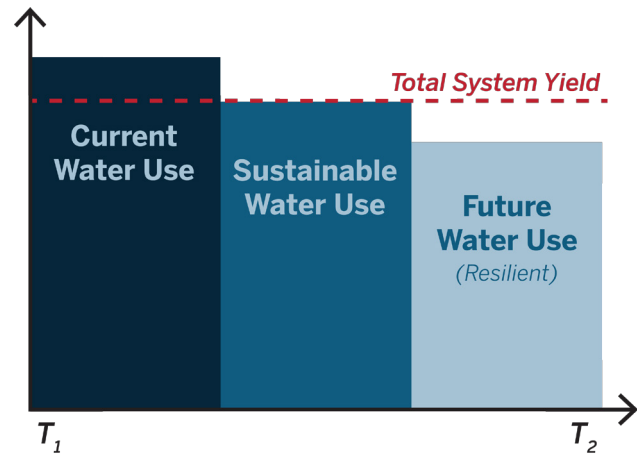 Total System Yield
Current
Water Use
Sustainable
Water Use
Future
Water Use
(Resilient)
T₁
T₂